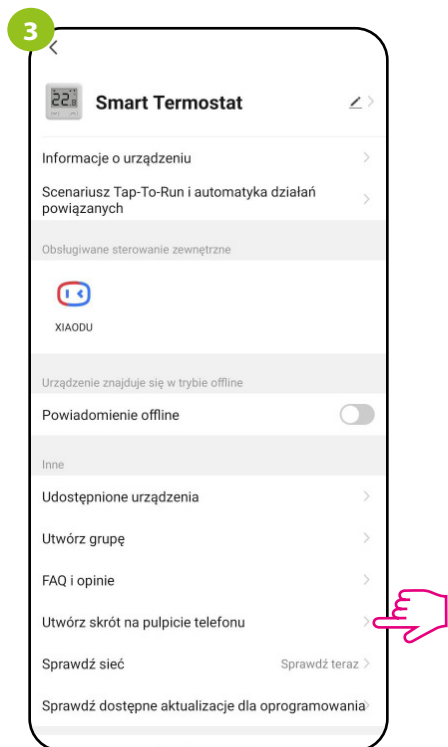 3
22
Smart Termostat
Informacje o urządzeniu
Scenariusz Tap-To-Run i automatyka działań
powiązanych
Obsługiwane sterowanie zewnętrzne
XIAODU
Urządzenie znajduje się w trybie offline
Powiadomienie offline
Inne
Udostępnione urządzenia
Utwórz grupę
FAQ i opinie
Utwórz skrót na pulpicie telefonu
Sprawdź sieć Sprawdź teraz
Sprawdź dostępne aktualizacje dla oprogramowania